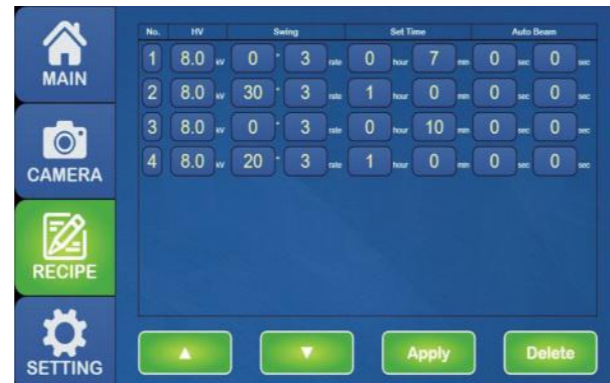 MAIN
CAMERA
RECIPE
SETTING
No. HV Swing Set Time Auto Beam
1 8.0 kV 0 ° 3 rate 0 hour 7 min 0 sec 0 sec
2 8.0 kV 30 ° 3 rate 1 hour 0 min 0 sec 0 sec
3 8.0 kV 0 ° 3 rate 0 hour 10 min 0 sec 0 sec
4 8.0 kV 20 ° 3 rate 1 hour 0 min 0 sec 0 sec
Apply Delete